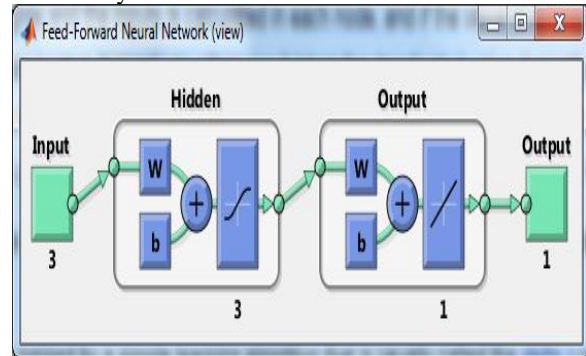 Feed-Forward Neural Network (view)
Hidden
Output
Input
Output
W
b
+
W
b
+
3
3
1
1